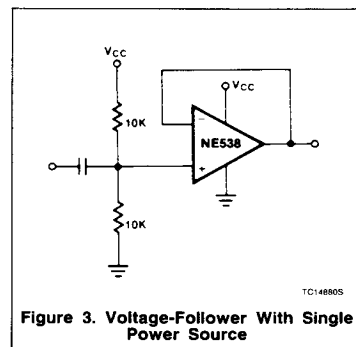 VCC
10K
VCC
−
NE538
+
10K
TC14880S
Figure 3. Voltage-Follower With Single
Power Source